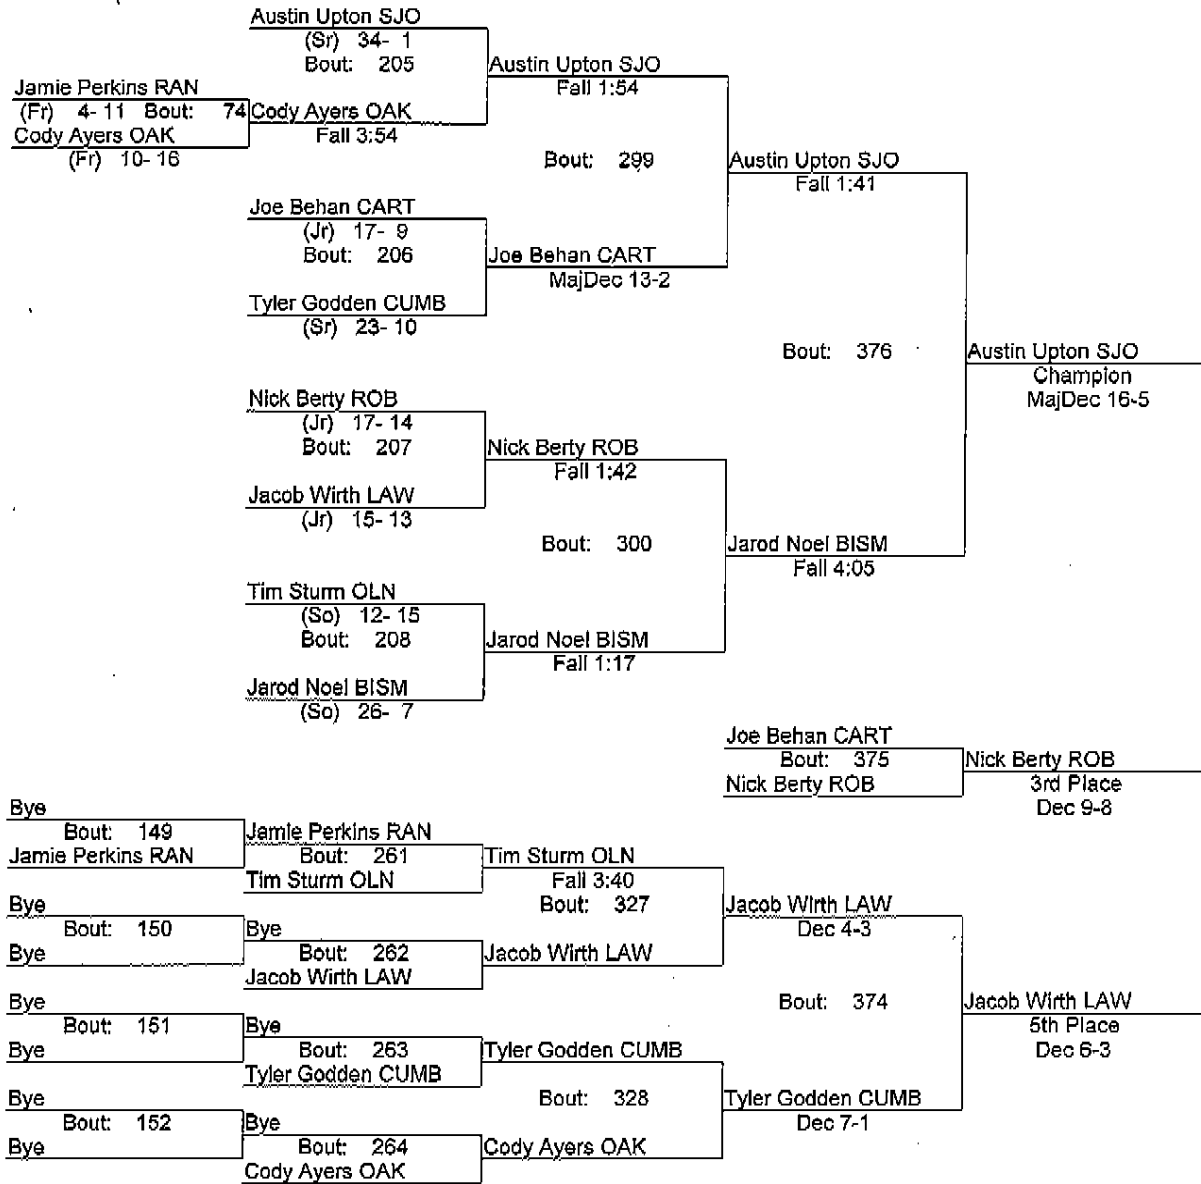 Austin Upton SJO
(Sr) 34- 1
Bout: 205
Austin Upton SJO
Fall 1:54
Jamie Perkins RAN
(Fr) 4- 11 Bout: 74
Cody Ayers OAK
Fall 3:54
Cody Ayers OAK
(Fr) 10- 16
Bout: 299
Austin Upton SJO
Fall 1:41
Joe Behan CART
(Jr) 17- 9
Bout: 206
Joe Behan CART
MajDec 13-2
Tyler Godden CUMB
(Sr) 23- 10
Bout: 376
Austin Upton SJO
Champion
MajDec 16-5
Nick Berty ROB
(Jr) 17- 14
Bout: 207
Nick Berty ROB
Fall 1:42
Jacob Wirth LAW
(Jr) 15- 13
Bout: 300
Jarod Noel BISM
Fall 4:05
Tim Sturm OLN
(So) 12- 15
Bout: 208
Jarod Noel BISM
Fall 1:17
Jarod Noel BISM
(So) 26- 7
Joe Behan CART
Bout: 375
Nick Berty ROB
Nick Berty ROB
3rd Place
Dec 9-8
Bye
Bout: 149
Jamie Perkins RAN
Jamie Perkins RAN
Bout: 261
Tim Sturm OLN
Tim Sturm OLN
Fall 3:40
Bout: 327
Jacob Wirth LAW
Dec 4-3
Bye
Bout: 150
Bye
Bye
Bout: 262
Jacob Wirth LAW
Jacob Wirth LAW
Bout: 374
Jacob Wirth LAW
5th Place
Dec 6-3
Bye
Bout: 151
Bye
Bye
Bout: 263
Tyler Godden CUMB
Tyler Godden CUMB
Bout: 328
Tyler Godden CUMB
Dec 7-1
Bye
Bout: 152
Bye
Bye
Bout: 264
Cody Ayers OAK
Cody Ayers OAK